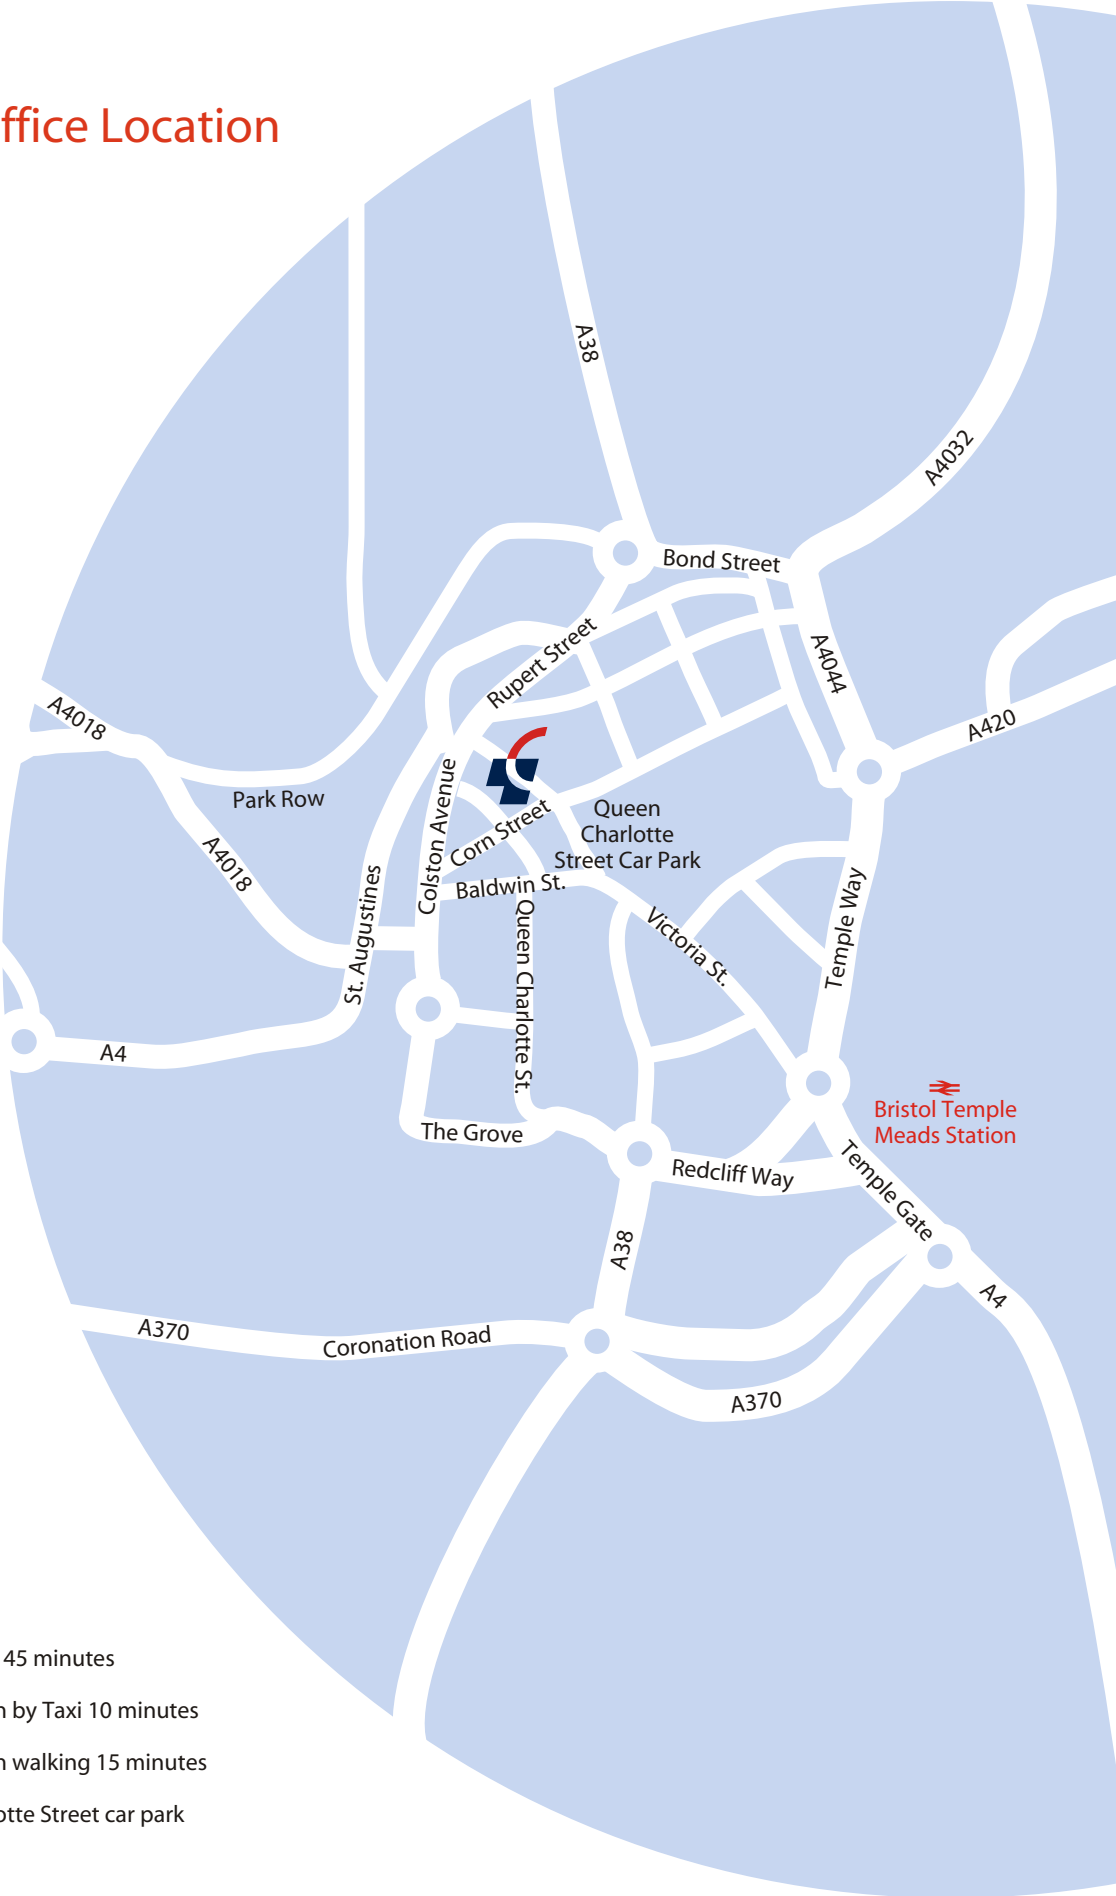 ffice Location
A38
A4032
Bond Street
Rupert Street
A4044
A4018
A420
Park Row
Colston Avenue
Corn Street
Queen
Charlotte
Street Car Park
A4018
St. Augustines
Baldwin St.
Queen Charlotte St.
Victoria St.
Temple Way
A4
Bristol Temple
Meads Station
The Grove
Redcliff Way
Temple Gate
A38
A4
A370
Coronation Road
A370
45 minutes
n by Taxi 10 minutes
n walking 15 minutes
otte Street car park